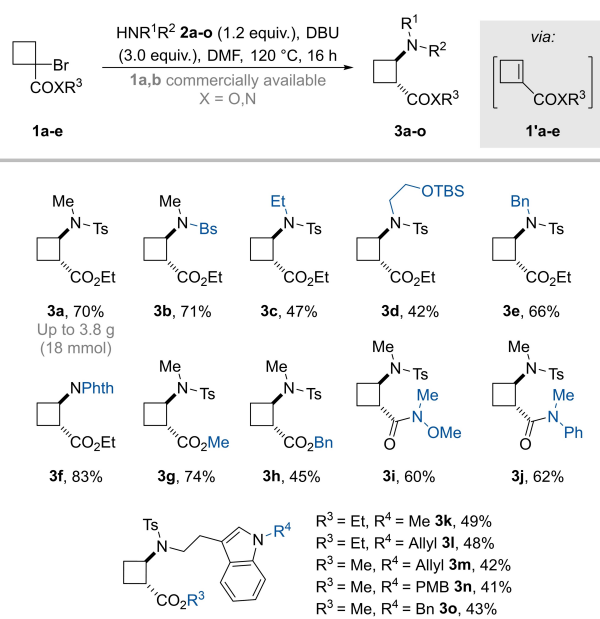 HNR¹R² 2a-o (1.2 equiv.), DBU
(3.0 equiv.), DMF, 120 °C, 16 h
1a,b commercially available
X = O,N
Br
COXR³
1a-e
R¹
N
R²
COXR³
3a-o
via:
COXR³
1'a-e
Me
N
Ts
CO₂Et
3a, 70%
Up to 3.8 g
(18 mmol)
Me
N
Bs
CO₂Et
3b, 71%
Et
N
Ts
CO₂Et
3c, 47%
OTBS
N
Ts
CO₂Et
3d, 42%
Bn
N
Ts
CO₂Et
3e, 66%
NPhth
CO₂Et
3f, 83%
Me
N
Ts
CO₂Me
3g, 74%
Me
N
Ts
CO₂Bn
3h, 45%
Me
N
Ts
Me
N
O
OMe
3i, 60%
Me
N
Ts
Me
N
O
Ph
3j, 62%
Ts
N
N
R⁴
CO₂R³
R³ = Et, R⁴ = Me 3k, 49%
R³ = Et, R⁴ = Allyl 3l, 48%
R³ = Me, R⁴ = Allyl 3m, 42%
R³ = Me, R⁴ = PMB 3n, 41%
R³ = Me, R⁴ = Bn 3o, 43%